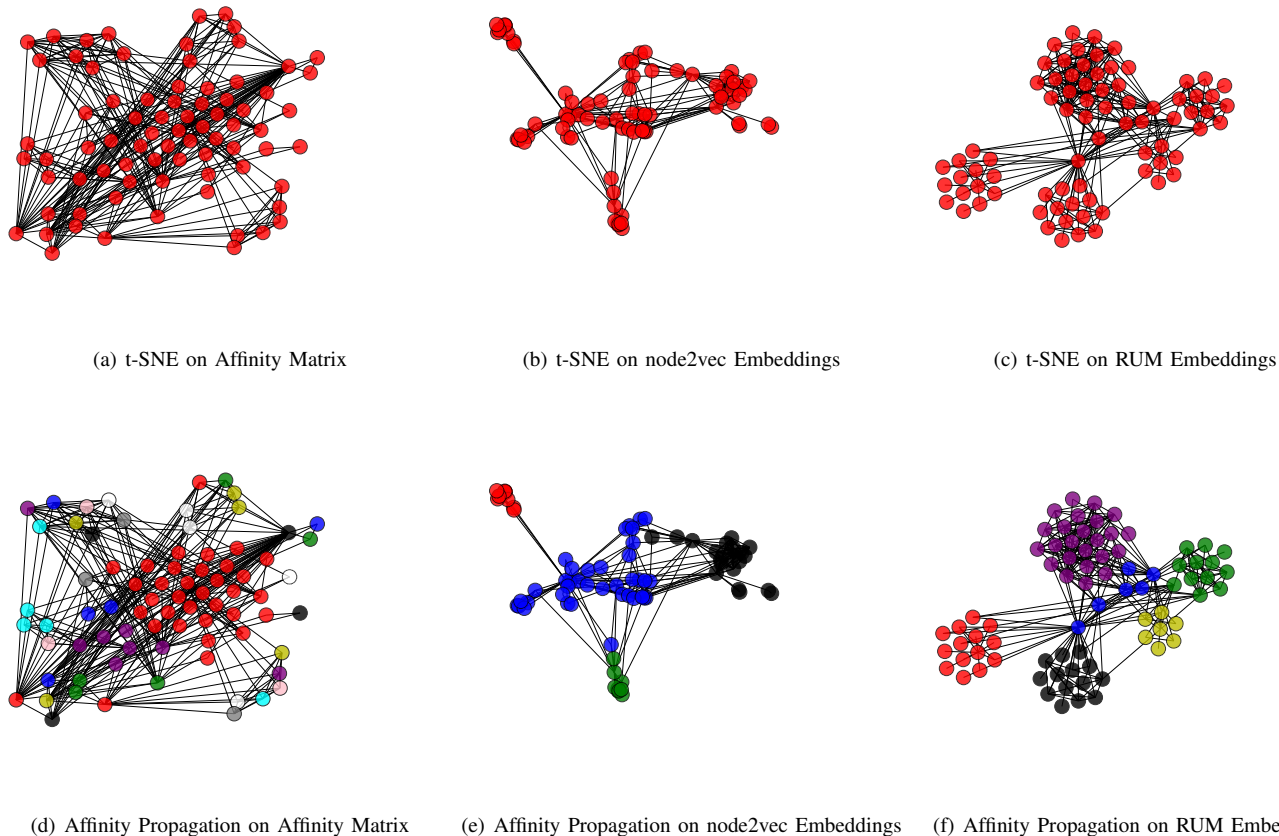 (a) t-SNE on Affinity Matrix
(b) t-SNE on node2vec Embeddings
(c) t-SNE on RUM Embeddings
(d) Affinity Propagation on Affinity Matrix
(e) Affinity Propagation on node2vec Embeddings
(f) Affinity Propagation on RUM Embe